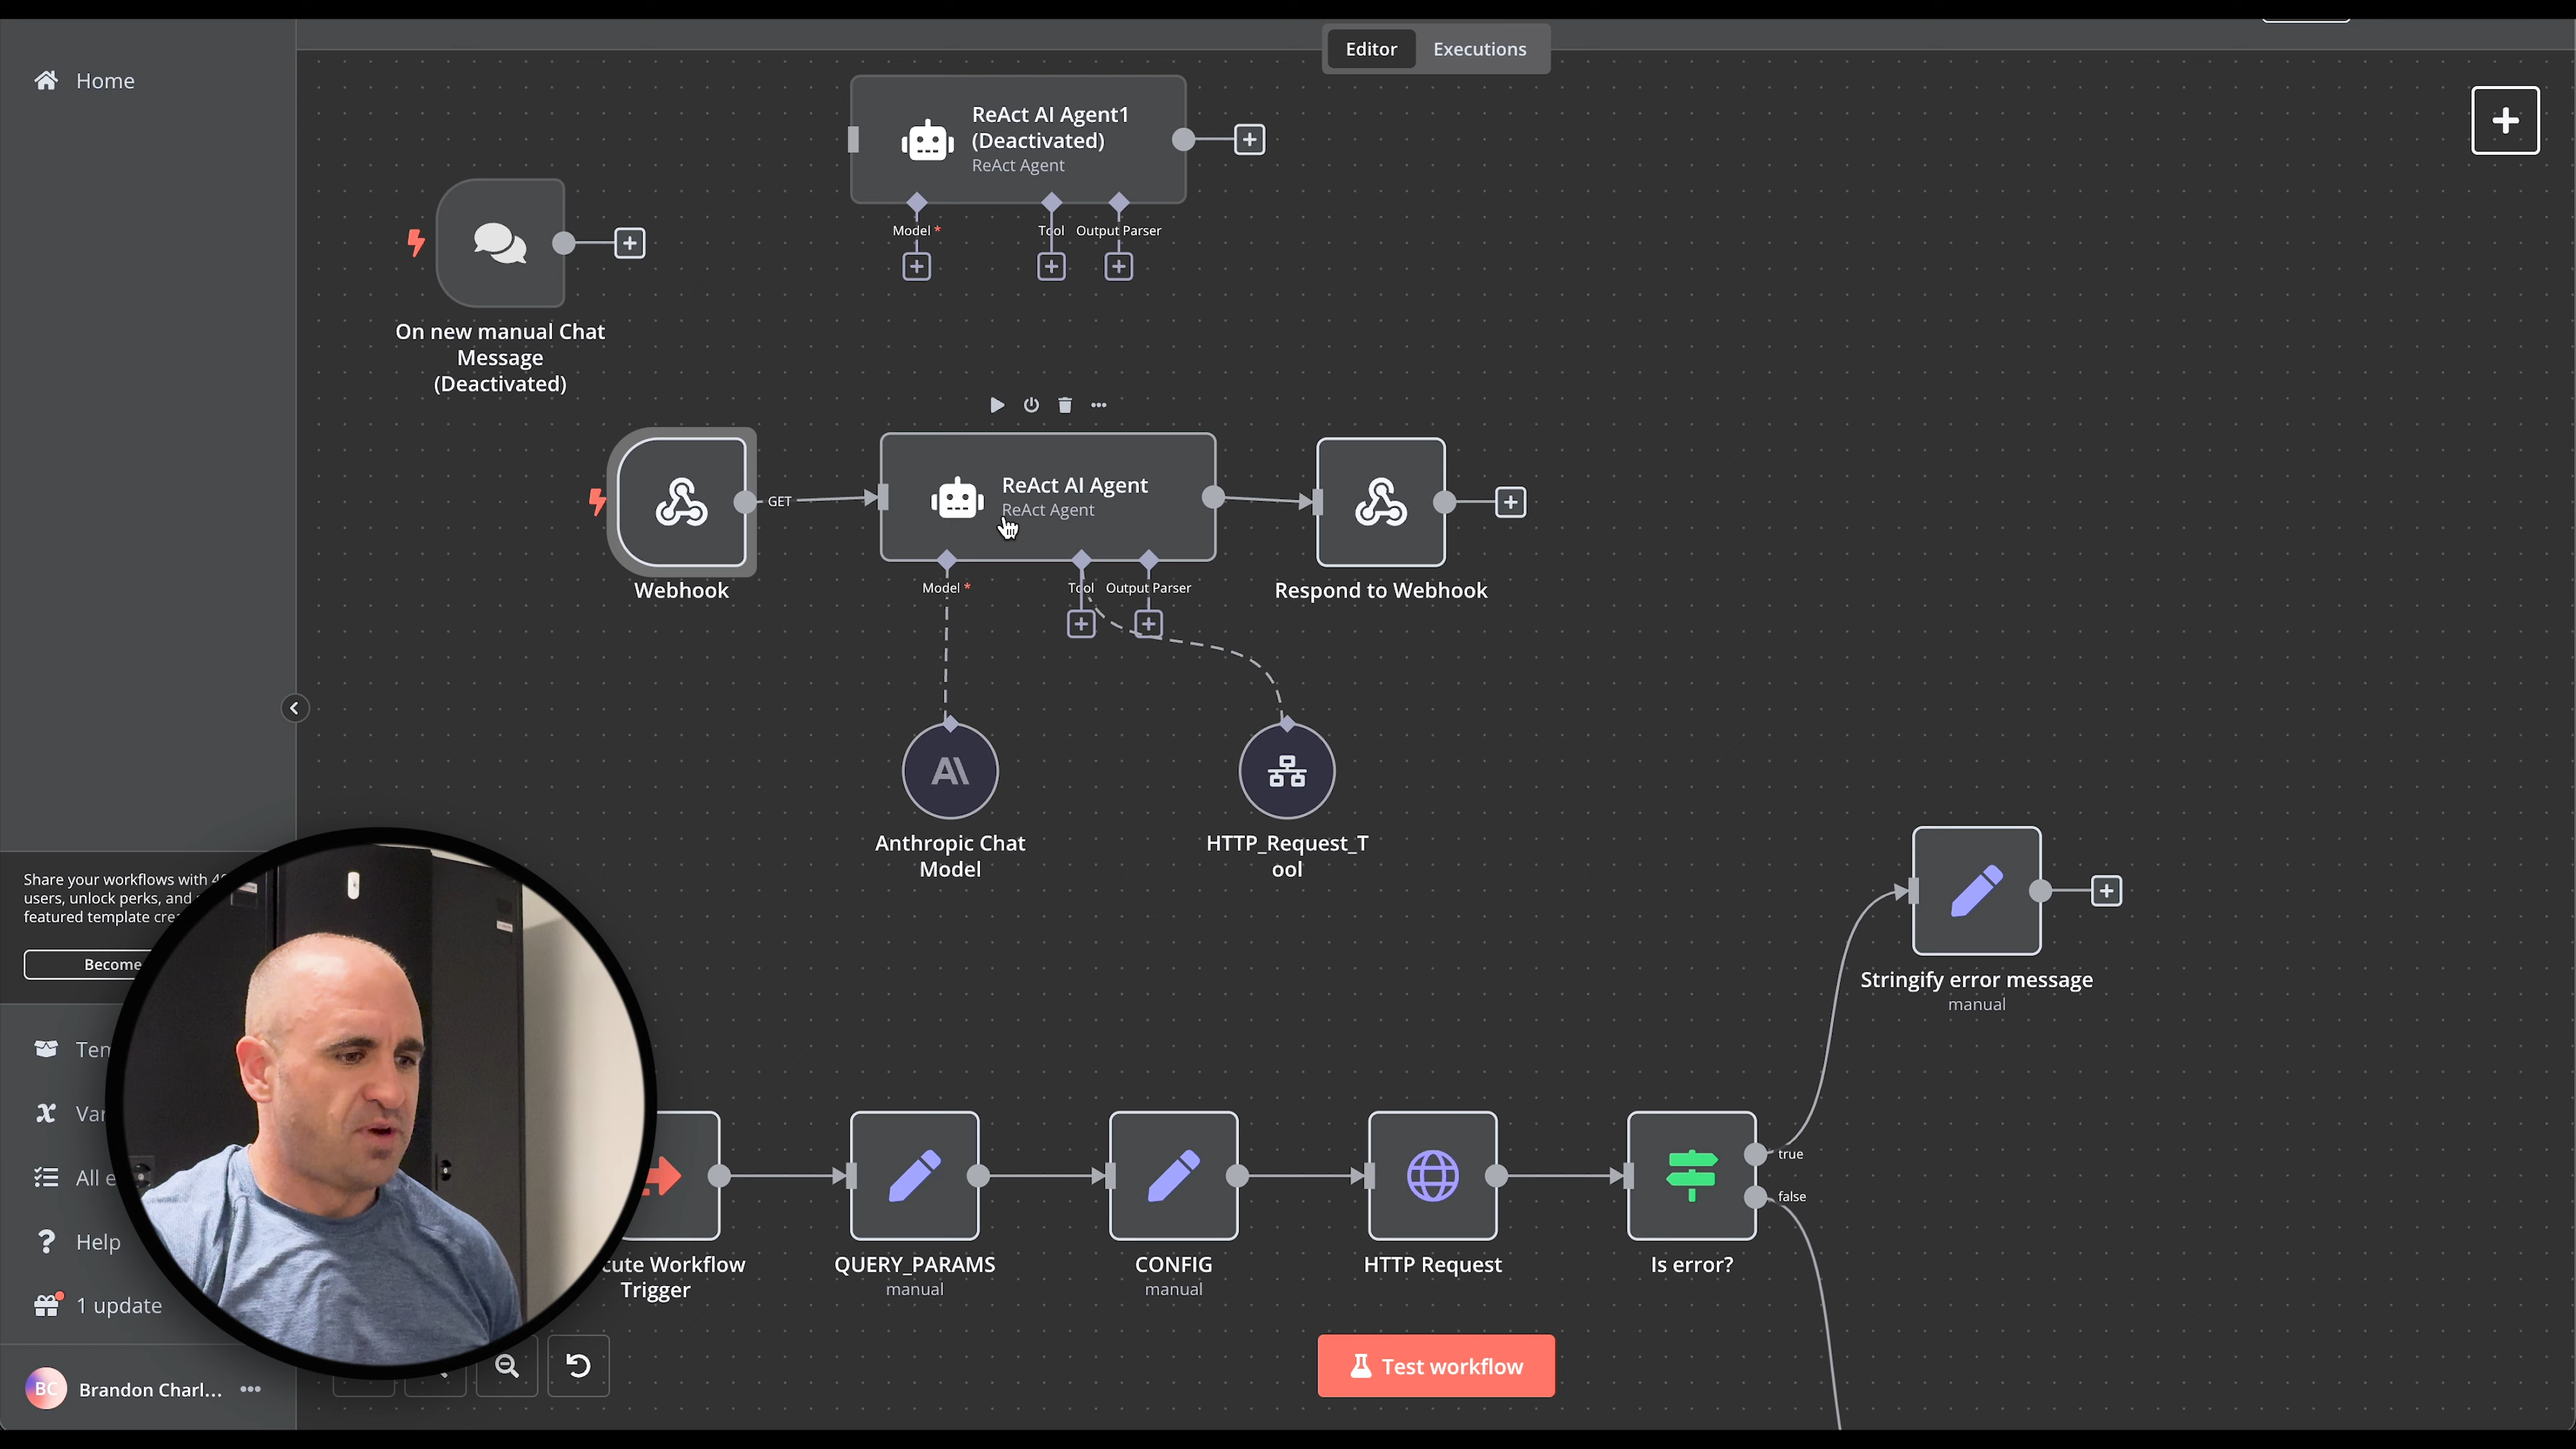 Editor
Executions
Home
ReAct AI Agent1
(Deactivated)
ReAct Agent
Model *
Tool
Output Parser
On new manual Chat
Message
(Deactivated)
GET
ReAct AI Agent
ReAct Agent
Webhook
Model *
Tool
Output Parser
Respond to Webhook
Anthropic Chat
Model
HTTP_Request_T
ool
Share your workflows with
users, unlock perks, and
featured template
Become
Stringify error message
manual
All
Help
1 update
BC
Brandon Charl...
Workflow
Trigger
QUERY_PARAMS
manual
CONFIG
manual
HTTP Request
Is error?
true
false
Test workflow